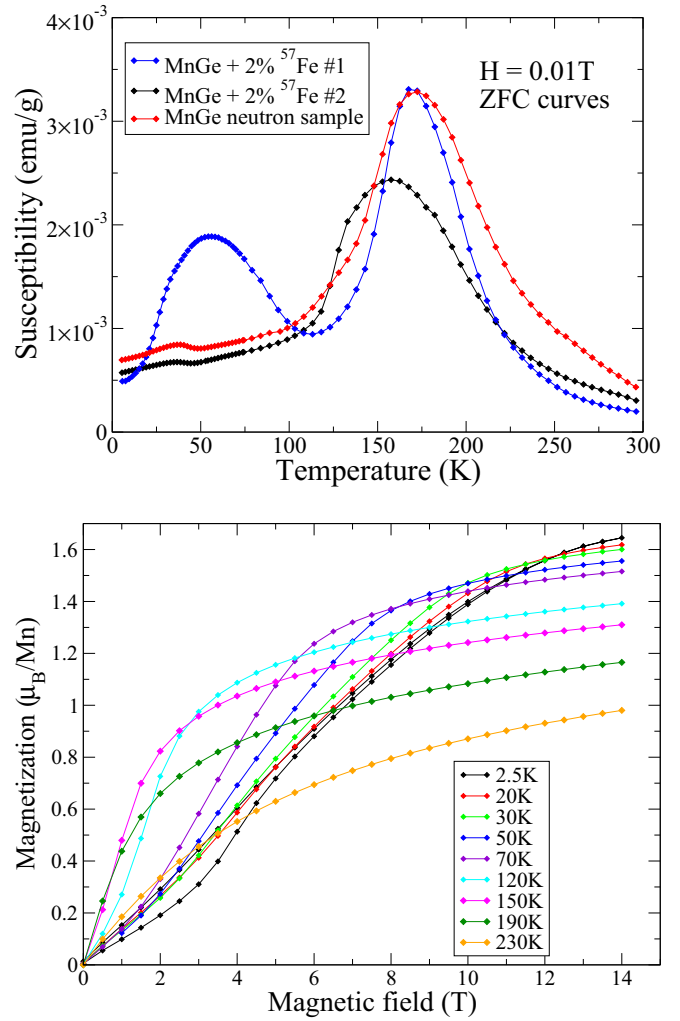 4×10⁻³
3×10⁻³
2×10⁻³
1×10⁻³
0
Susceptibility (emu/g)
MnGe + 2% ⁵⁷Fe #1
MnGe + 2% ⁵⁷Fe #2
MnGe neutron sample
H = 0.01T
ZFC curves
0 50 100 150 200 250 300
Temperature (K)
1.6
1.4
1.2
1
0.8
0.6
0.4
0.2
0
Magnetization (μ_B/Mn)
2.5K
20K
30K
50K
70K
120K
150K
190K
230K
0 2 4 6 8 10 12 14
Magnetic field (T)